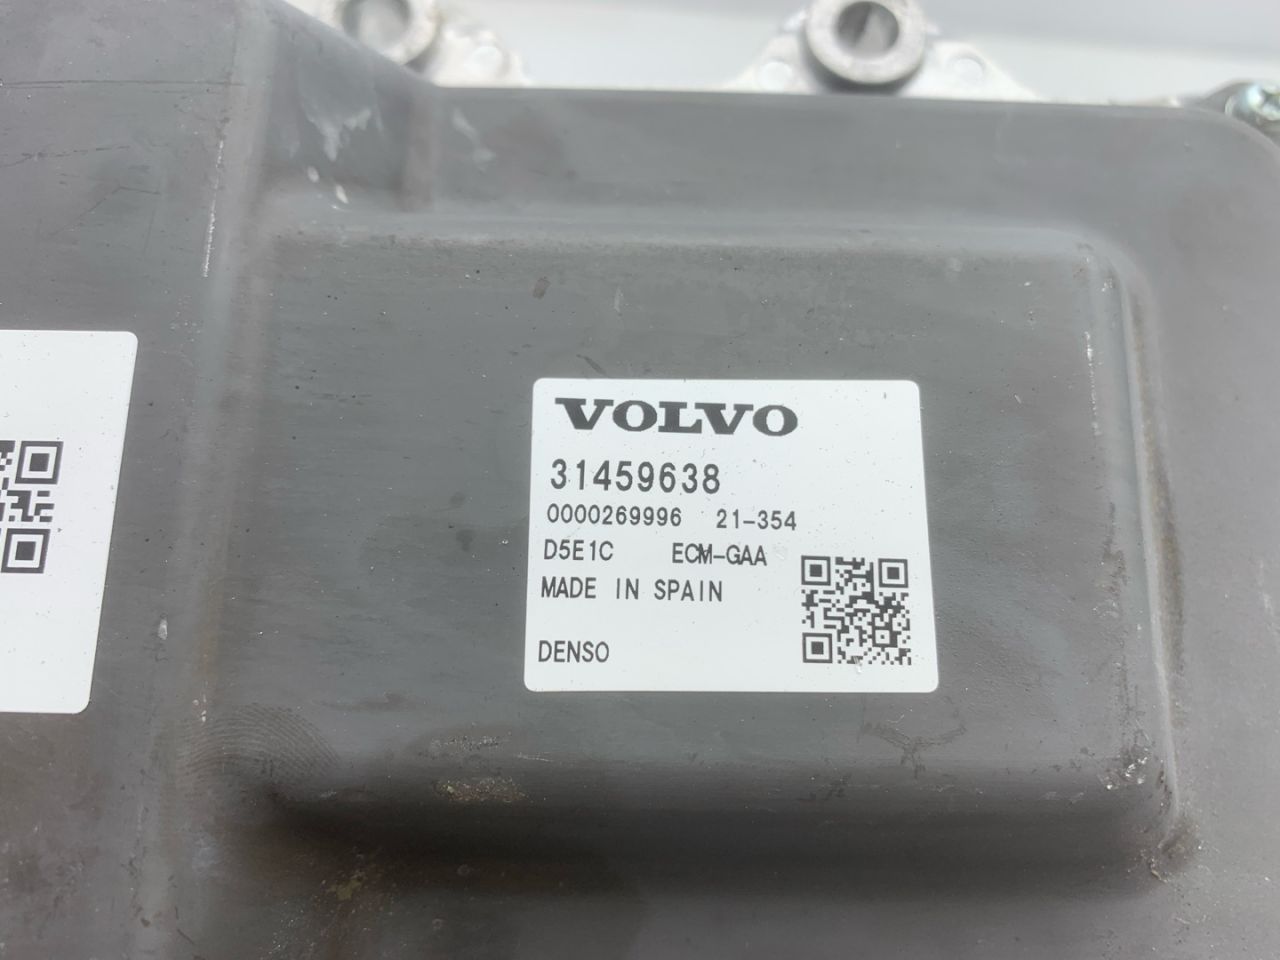 VOLVO
31459638
0000269996 21-354
D5E1C ECM-GAA
MADE IN SPAIN
DENSO